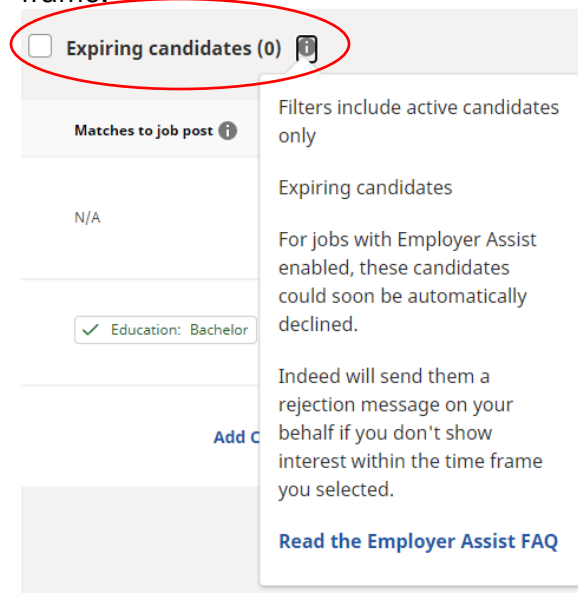 frame.
Expiring candidates (0)
Matches to job post
N/A
Education: Bachelor
Add C
Filters include active candidates
only
Expiring candidates
For jobs with Employer Assist
enabled, these candidates
could soon be automatically
declined.
Indeed will send them a
rejection message on your
behalf if you don't show
interest within the time frame
you selected.
Read the Employer Assist FAQ